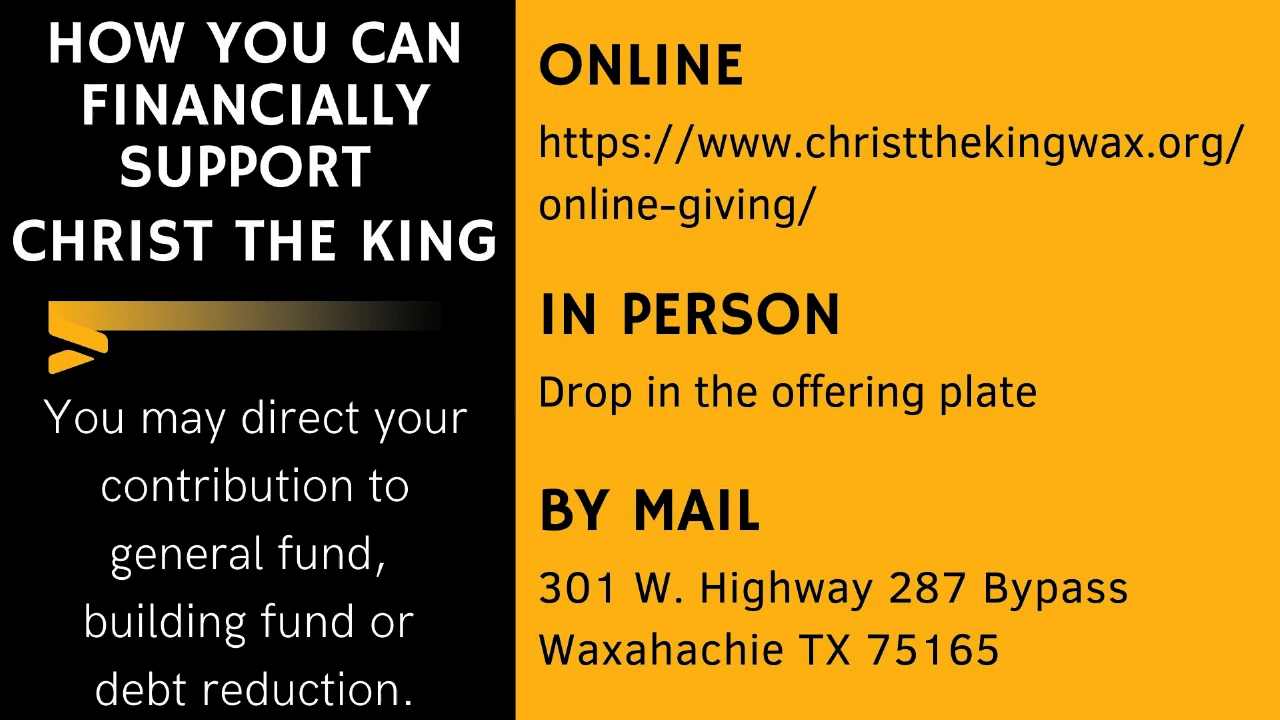 HOW YOU CAN
FINANCIALLY
SUPPORT
CHRIST THE KING
You may direct your
contribution to
general fund,
building fund or
debt reduction.
ONLINE
https://www.christthekingwax.org/
online-giving/
IN PERSON
Drop in the offering plate
BY MAIL
301 W. Highway 287 Bypass
Waxahachie TX 75165